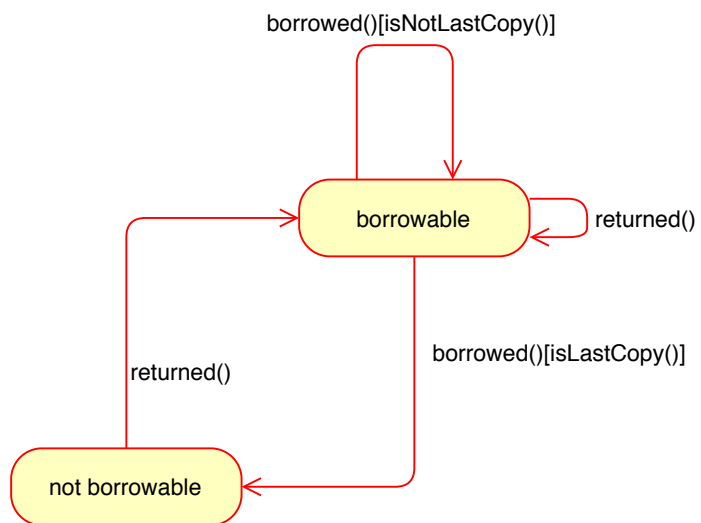 borrowed()[isNotLastCopy()]
borrowable
returned()
borrowed()[isLastCopy()]
returned()
not borrowable